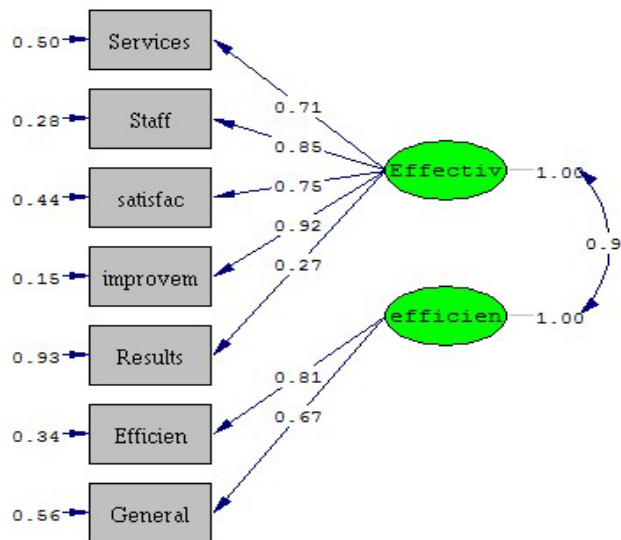 0.50 Services
0.71
0.28 Staff
0.85
Effectiv 1.00
0.44 satisfac
0.75
0.92
0.9
0.27
0.15 improvem
efficien 1.00
0.93 Results
0.81
0.67
0.34 Efficien
0.56 General